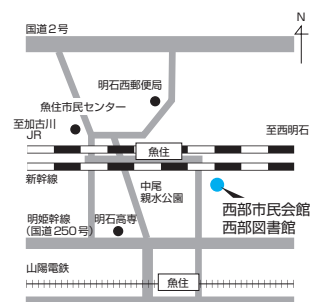 国道2号
N
明石西郵便局
魚住市民センター
至加古川
JR
至西明石
魚住
新幹線
中尾
親水公園
西部市民会館
西部図書館
明姫幹線
(国道250号)
明石高専
山陽電鉄
魚住